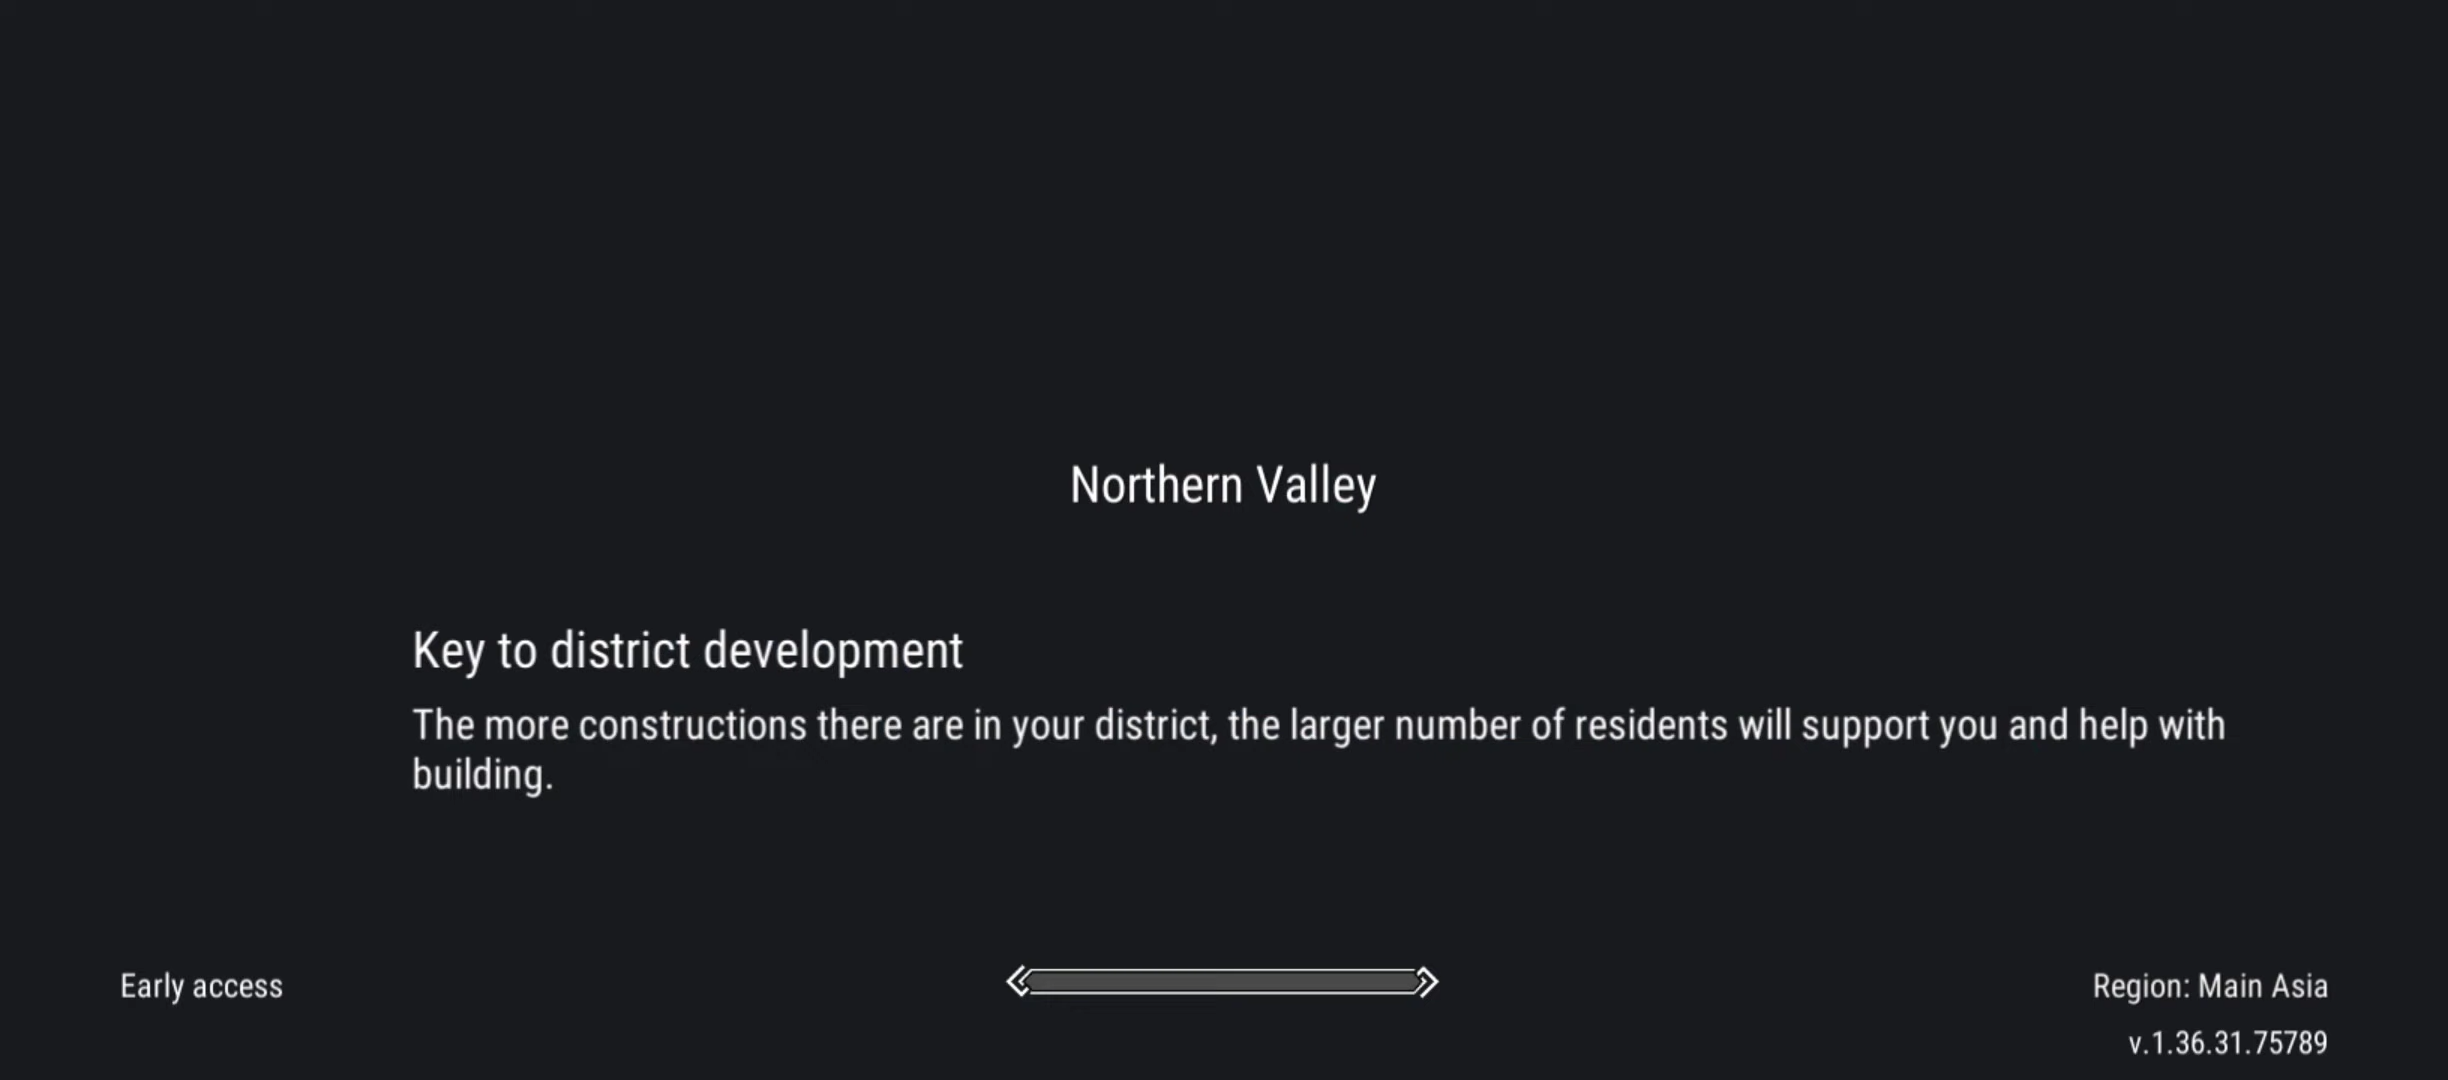 Northern Valley
Key to district development
The more constructions there are in your district, the larger number of residents will support you and help with
building.
Early access
Region: Main Asia
v.1.36.31.75789